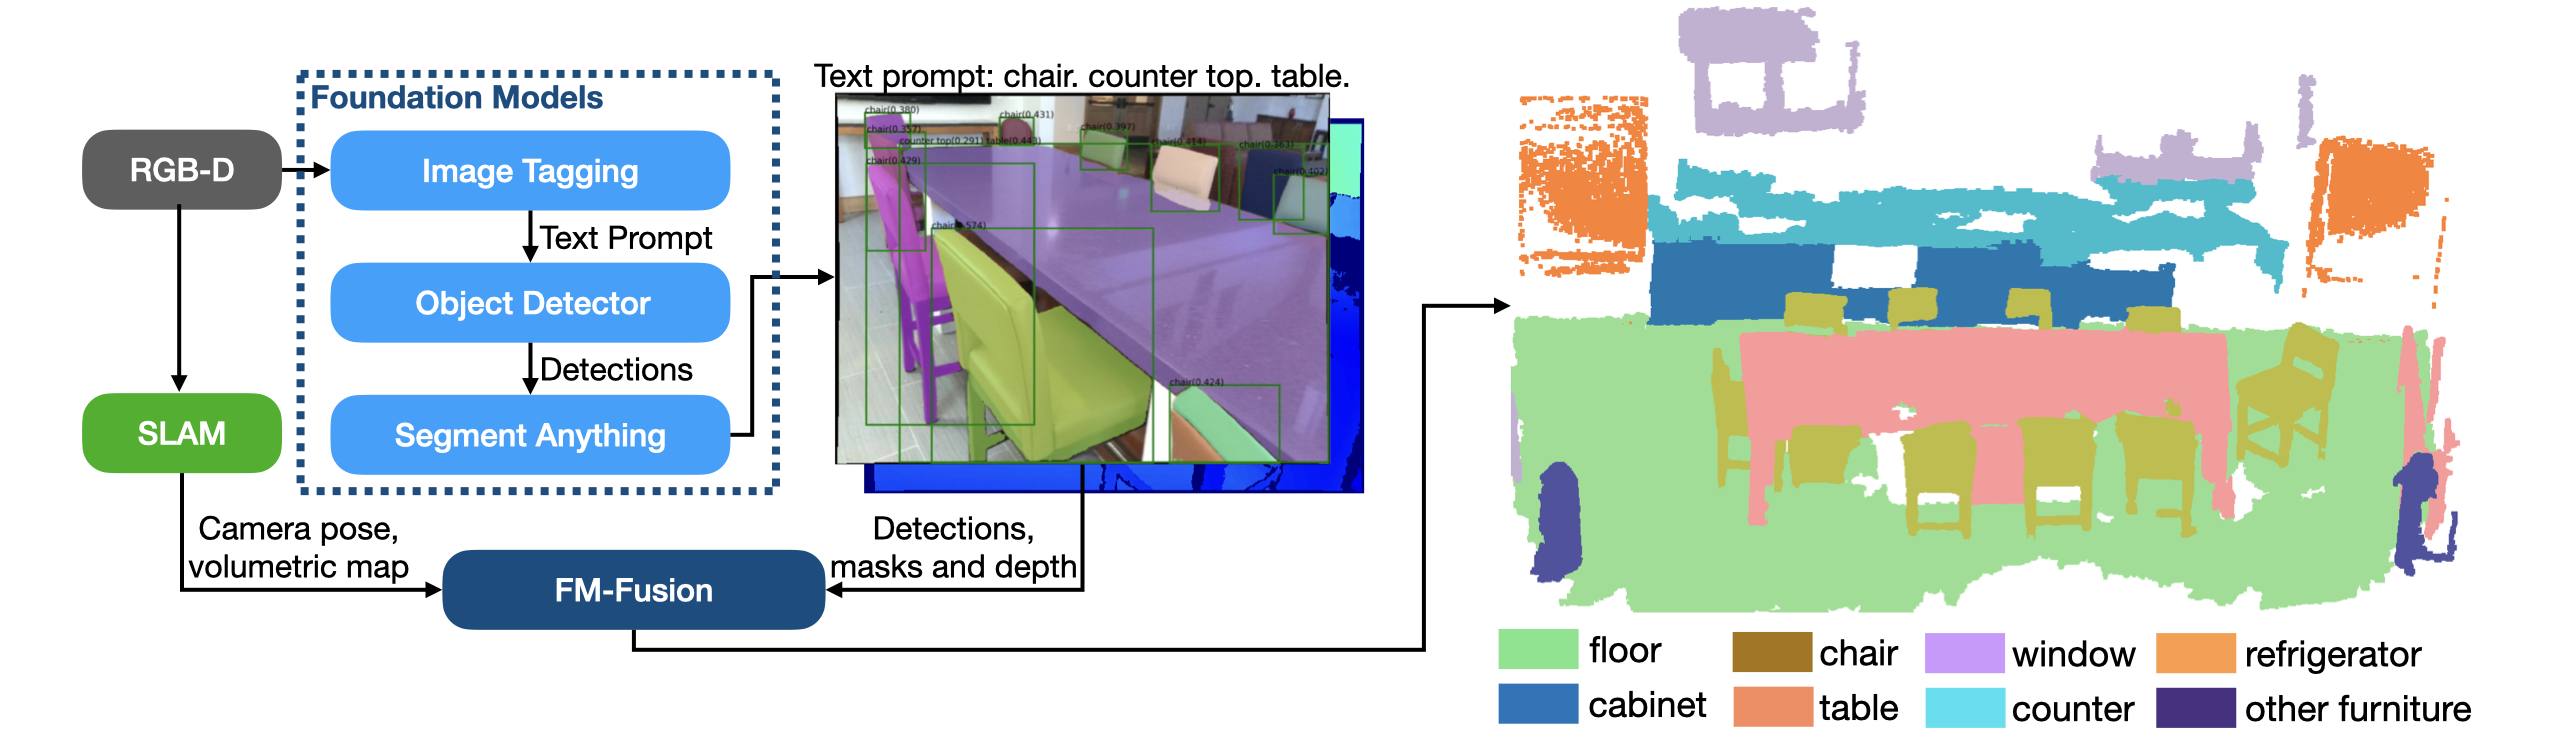 Foundation Models
RGB-D
Image Tagging
Text Prompt
Object Detector
Detections
Segment Anything
SLAM
Camera pose,
volumetric map
FM-Fusion
Detections,
masks and depth
Text prompt: chair. counter top. table.
chair(0.380)
chair(0.357)
chair(0.431)
chair(0.397)
counter top(0.291) table(0.443)
chair(0.414)
chair(0.363)
chair(0.429)
chair(0.402)
chair(0.574)
chair(0.424)
floor
chair
window
refrigerator
cabinet
table
counter
other furniture